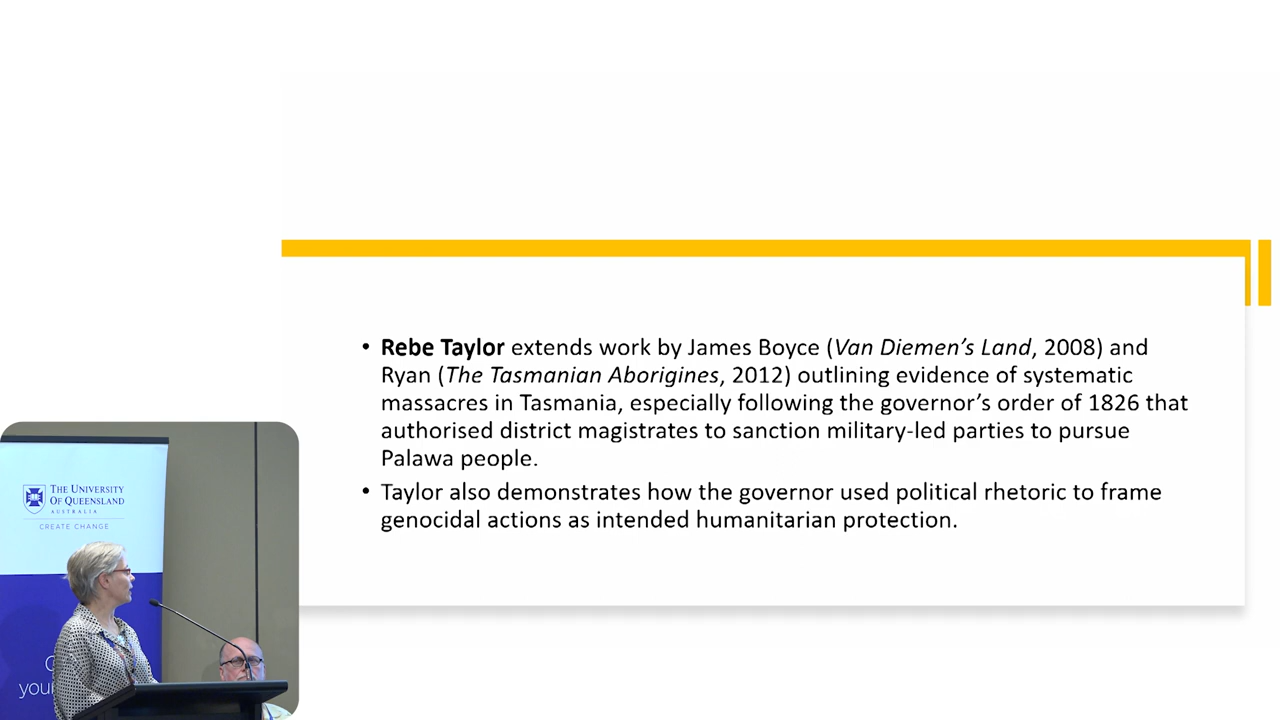 • Rebe Taylor extends work by James Boyce (Van Diemen’s Land, 2008) and
Ryan (The Tasmanian Aborigines, 2012) outlining evidence of systematic
massacres in Tasmania, especially following the governor’s order of 1826 that
authorised district magistrates to sanction military-led parties to pursue
Palawa people.
• Taylor also demonstrates how the governor used political rhetoric to frame
genocidal actions as intended humanitarian protection.
THE UNIVERSITY
OF QUEENSLAND
AUSTRALIA
CREATE CHANGE